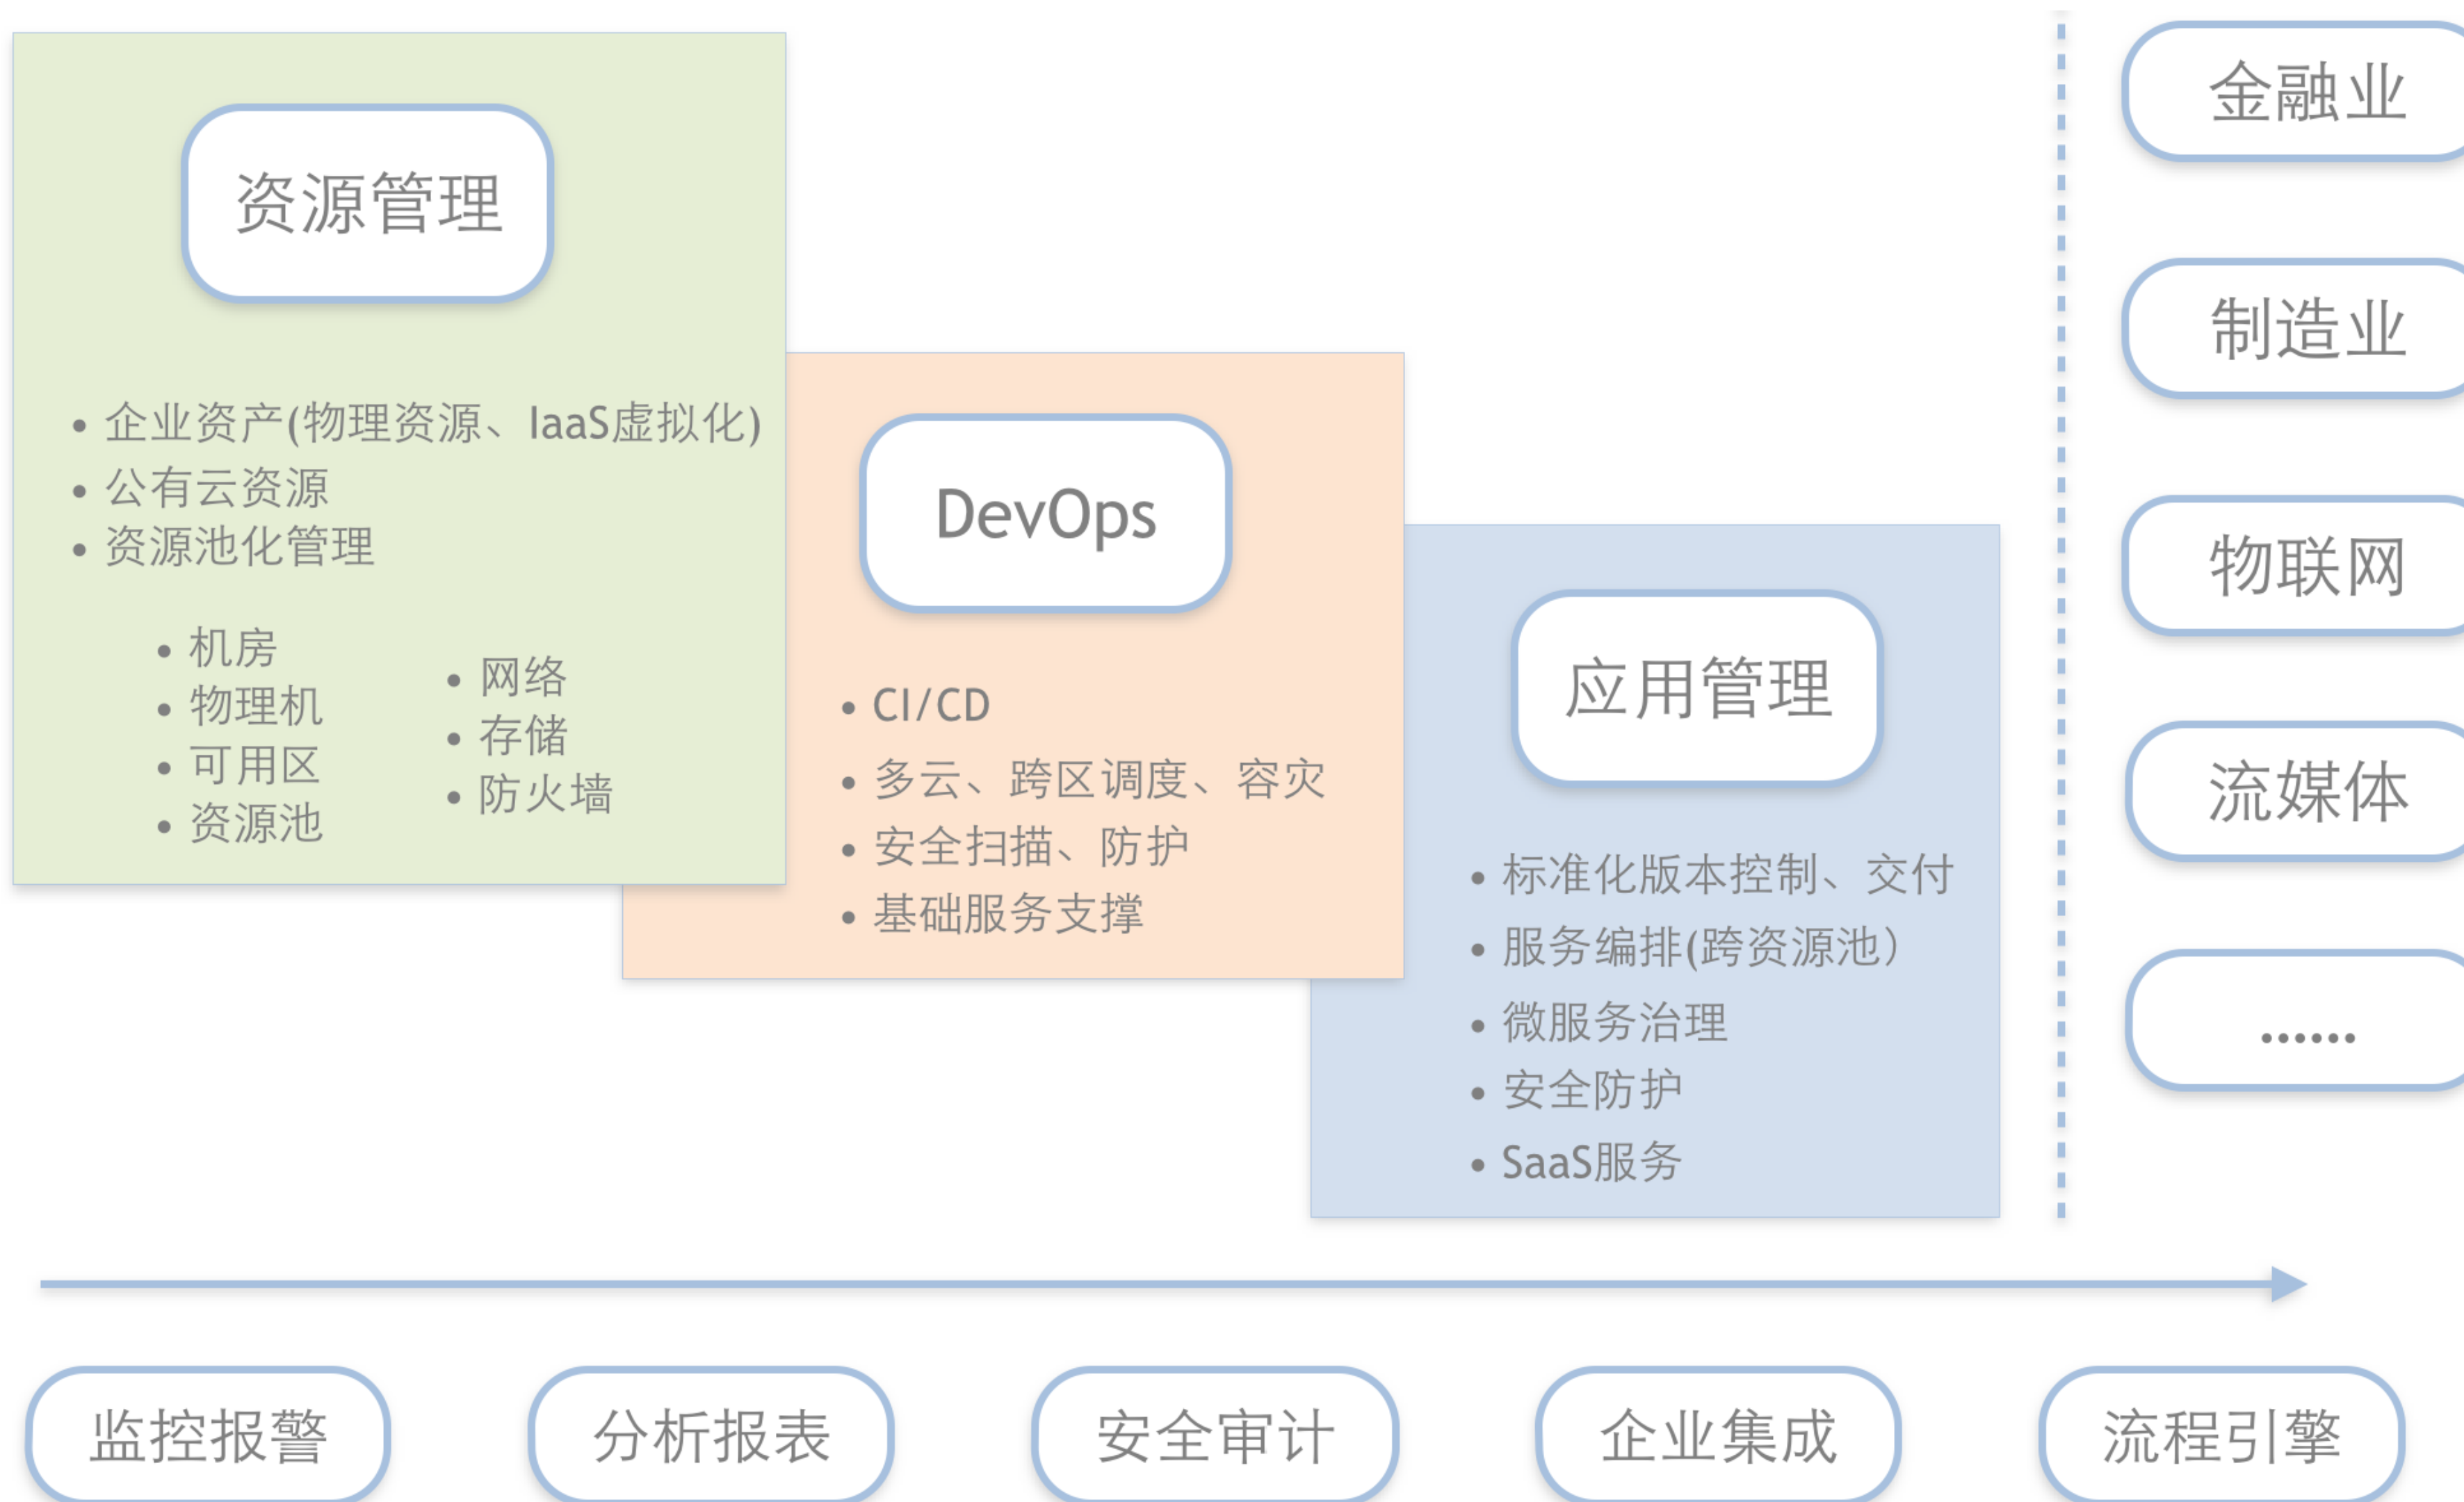 资源管理
• 企业资产(物理资源、IaaS虚拟化)
• 公有云资源
• 资源池化管理
• 机房
• 物理机
• 可用区
• 资源池
• 网络
• 存储
• 防火墙
DevOps
• CI/CD
• 多云、跨区调度、容灾
• 安全扫描、防护
• 基础服务支撑
应用管理
• 标准化版本控制、交付
• 服务编排(跨资源池）
• 微服务治理
• 安全防护
• SaaS服务
金融业
制造业
物联网
流媒体
……
监控报警
分析报表
安全审计
企业集成
流程引擎